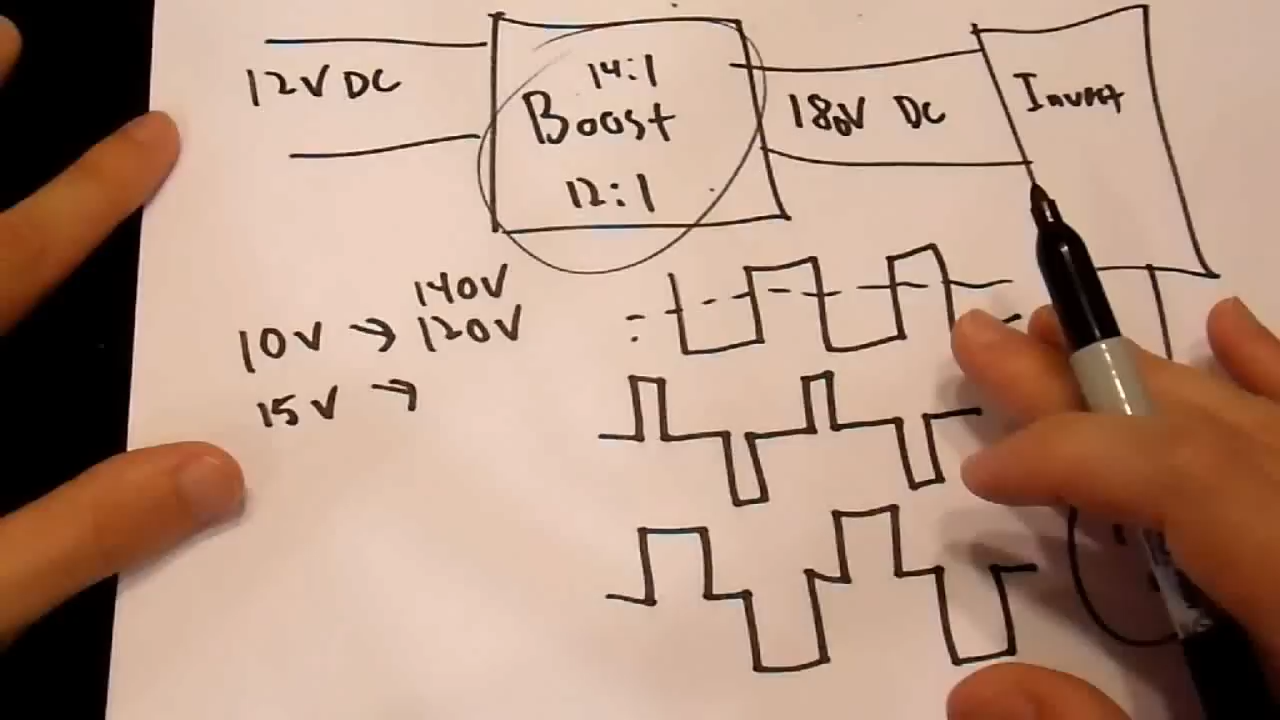 14:1
12V DC
Boost
180V DC
Invert
12:1
140V
10V → 120V
15V →